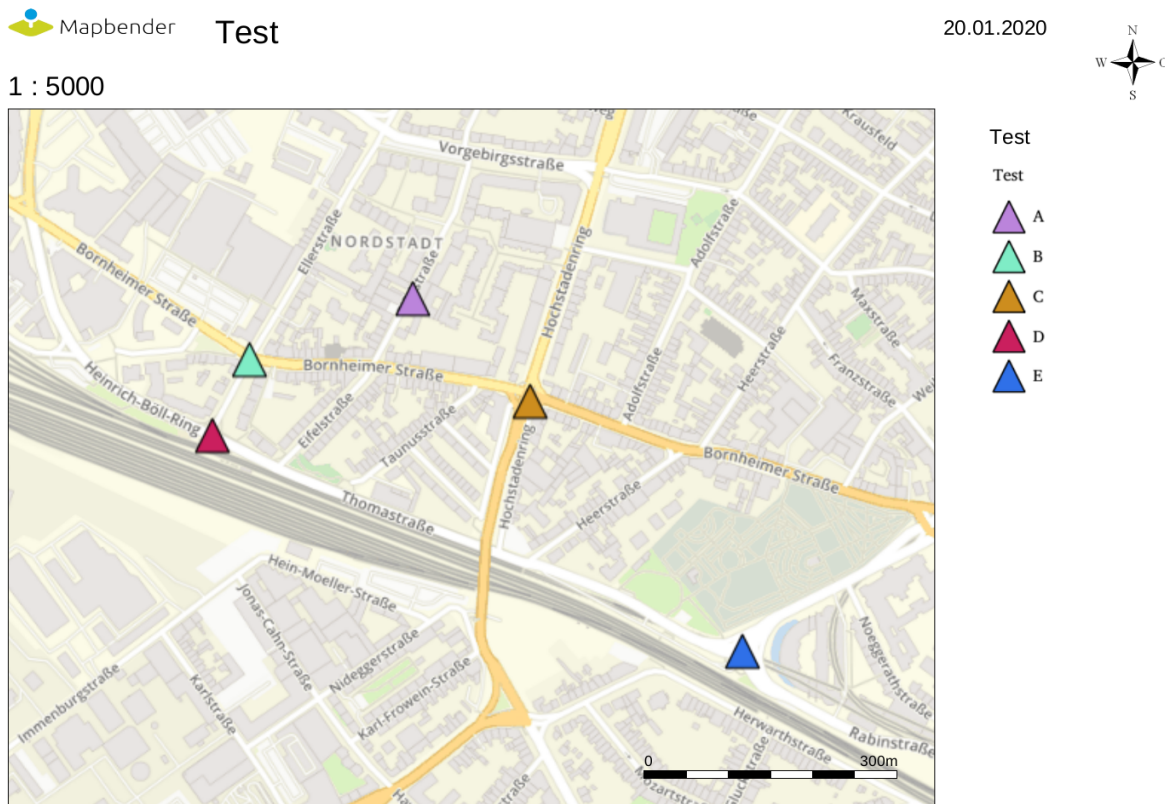 Mapbender
Test
20.01.2020
1 : 5000
N
W
S
Test
Test
A
B
C
D
E
Krausfeld
Vorgebirgsstraße
Adolfstraße
Ellerstraße
NORDSTADT
Hochstadenring
Bornheimer Straße
Maxstraße
Heerstraße
Franzstraße
Bornheimer Straße
Adolfstraße
Heinrich-Böll-Ring
Eifelstraße
Taunusstraße
Hochstadenring
Bornheimer Straße
Thomastraße
Heerstraße
Hein-Moeller-Straße
Jonas-Cahn-Straße
Nideggerstraße
Noeggerathstraße
Karl-Frowein-Straße
Karlstraße
Immenburgstraße
Herwarthstraße
Rabinstraße
0
300m